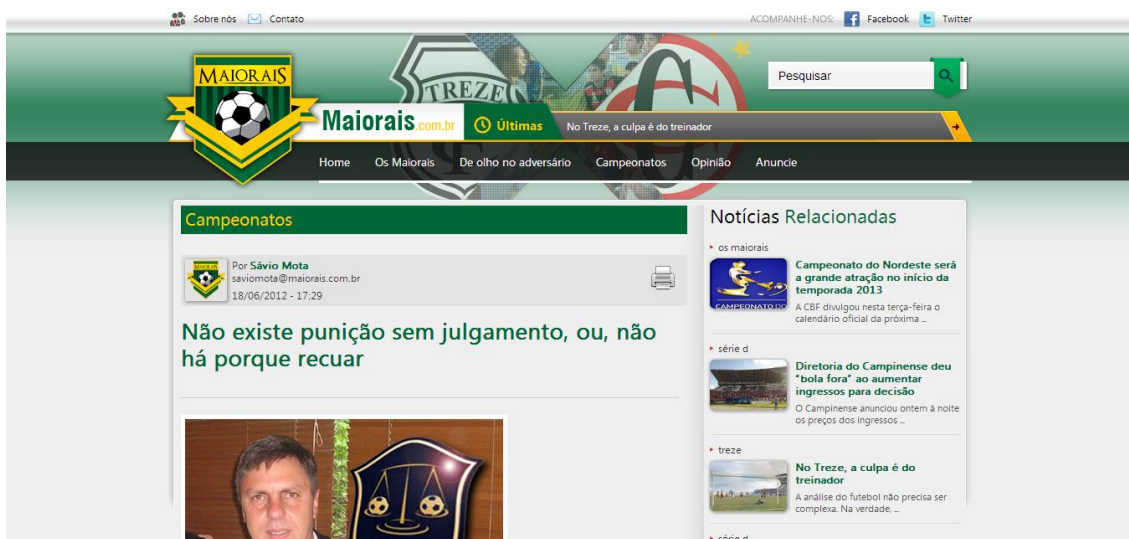 Sobre nós
Contato
ACOMPANHE-NOS:
Facebook
Twitter
MAIORAIS
TREZE
Pesquisar
Maiorais.com.br
Últimas
No Treze, a culpa é do treinador
Home
Os Maiorais
De olho no adversário
Campeonatos
Opinião
Anuncie
Campeonatos
Por Sávio Mota
saviomota@maiorais.com.br
18/06/2012 - 17:29
Não existe punição sem julgamento, ou, não
há porque recuar
Notícias Relacionadas
os maiorais
Campeonato do Nordeste será
a grande atração no início da
temporada 2013
A CBF divulgou nesta terça-feira o
calendário oficial da próxima ...
CAMPEONATO DO
série d
Diretoria do Campinense deu
“bola fora” ao aumentar
ingressos para decisão
O Campinense anunciou ontem à noite
os preços dos ingressos ...
treze
No Treze, a culpa é do
treinador
A análise do futebol não precisa ser
complexa. Na verdade, ...
série d